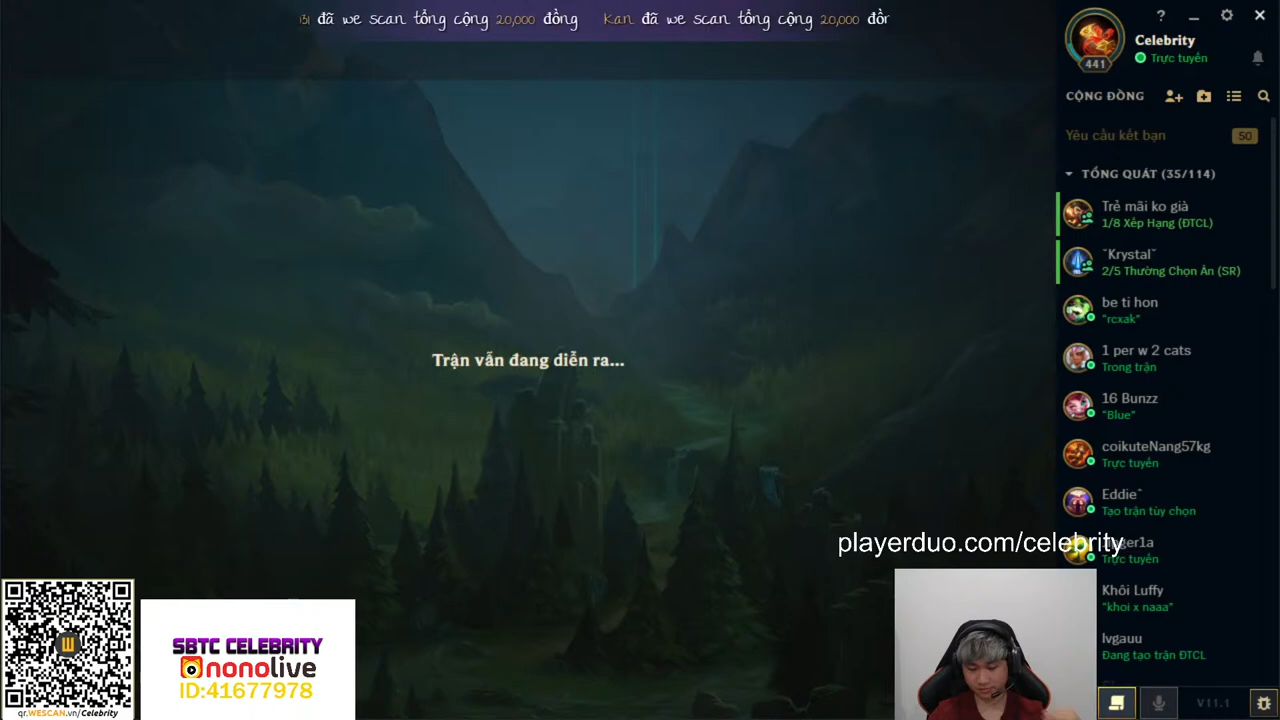 đã we scan tổng cộng 20,000 đồng Kan đã we scan tổng cộng 20,000
Celebrity
441
Trực tuyến
CỘNG ĐỒNG
Yêu cầu kết bạn 50
TỔNG QUÁT (35/114)
Trẻ mãi ko già
1/8 Xếp Hạng (ĐTCL)
ˇKrystalˇ
2/5 Thường Chọn Ẩn (SR)
be ti hon
"rcxak"
Trận vẫn đang diễn ra...
1 per w 2 cats
Trong trận
16 Bunzz
"Blue"
coikuteNang57kg
Trực tuyến
Eddieˆ
Tạo trận tùy chọn
playerduo.com/celebrity
Trực tuyến
Khôi Luffy
"khoi x naaa"
lvgauu
Đang tạo trận ĐTCL
SBTC CELEBRITY
nonolive
ID:41677978
qr.WESCAN.vn/Celebrity
V11.1